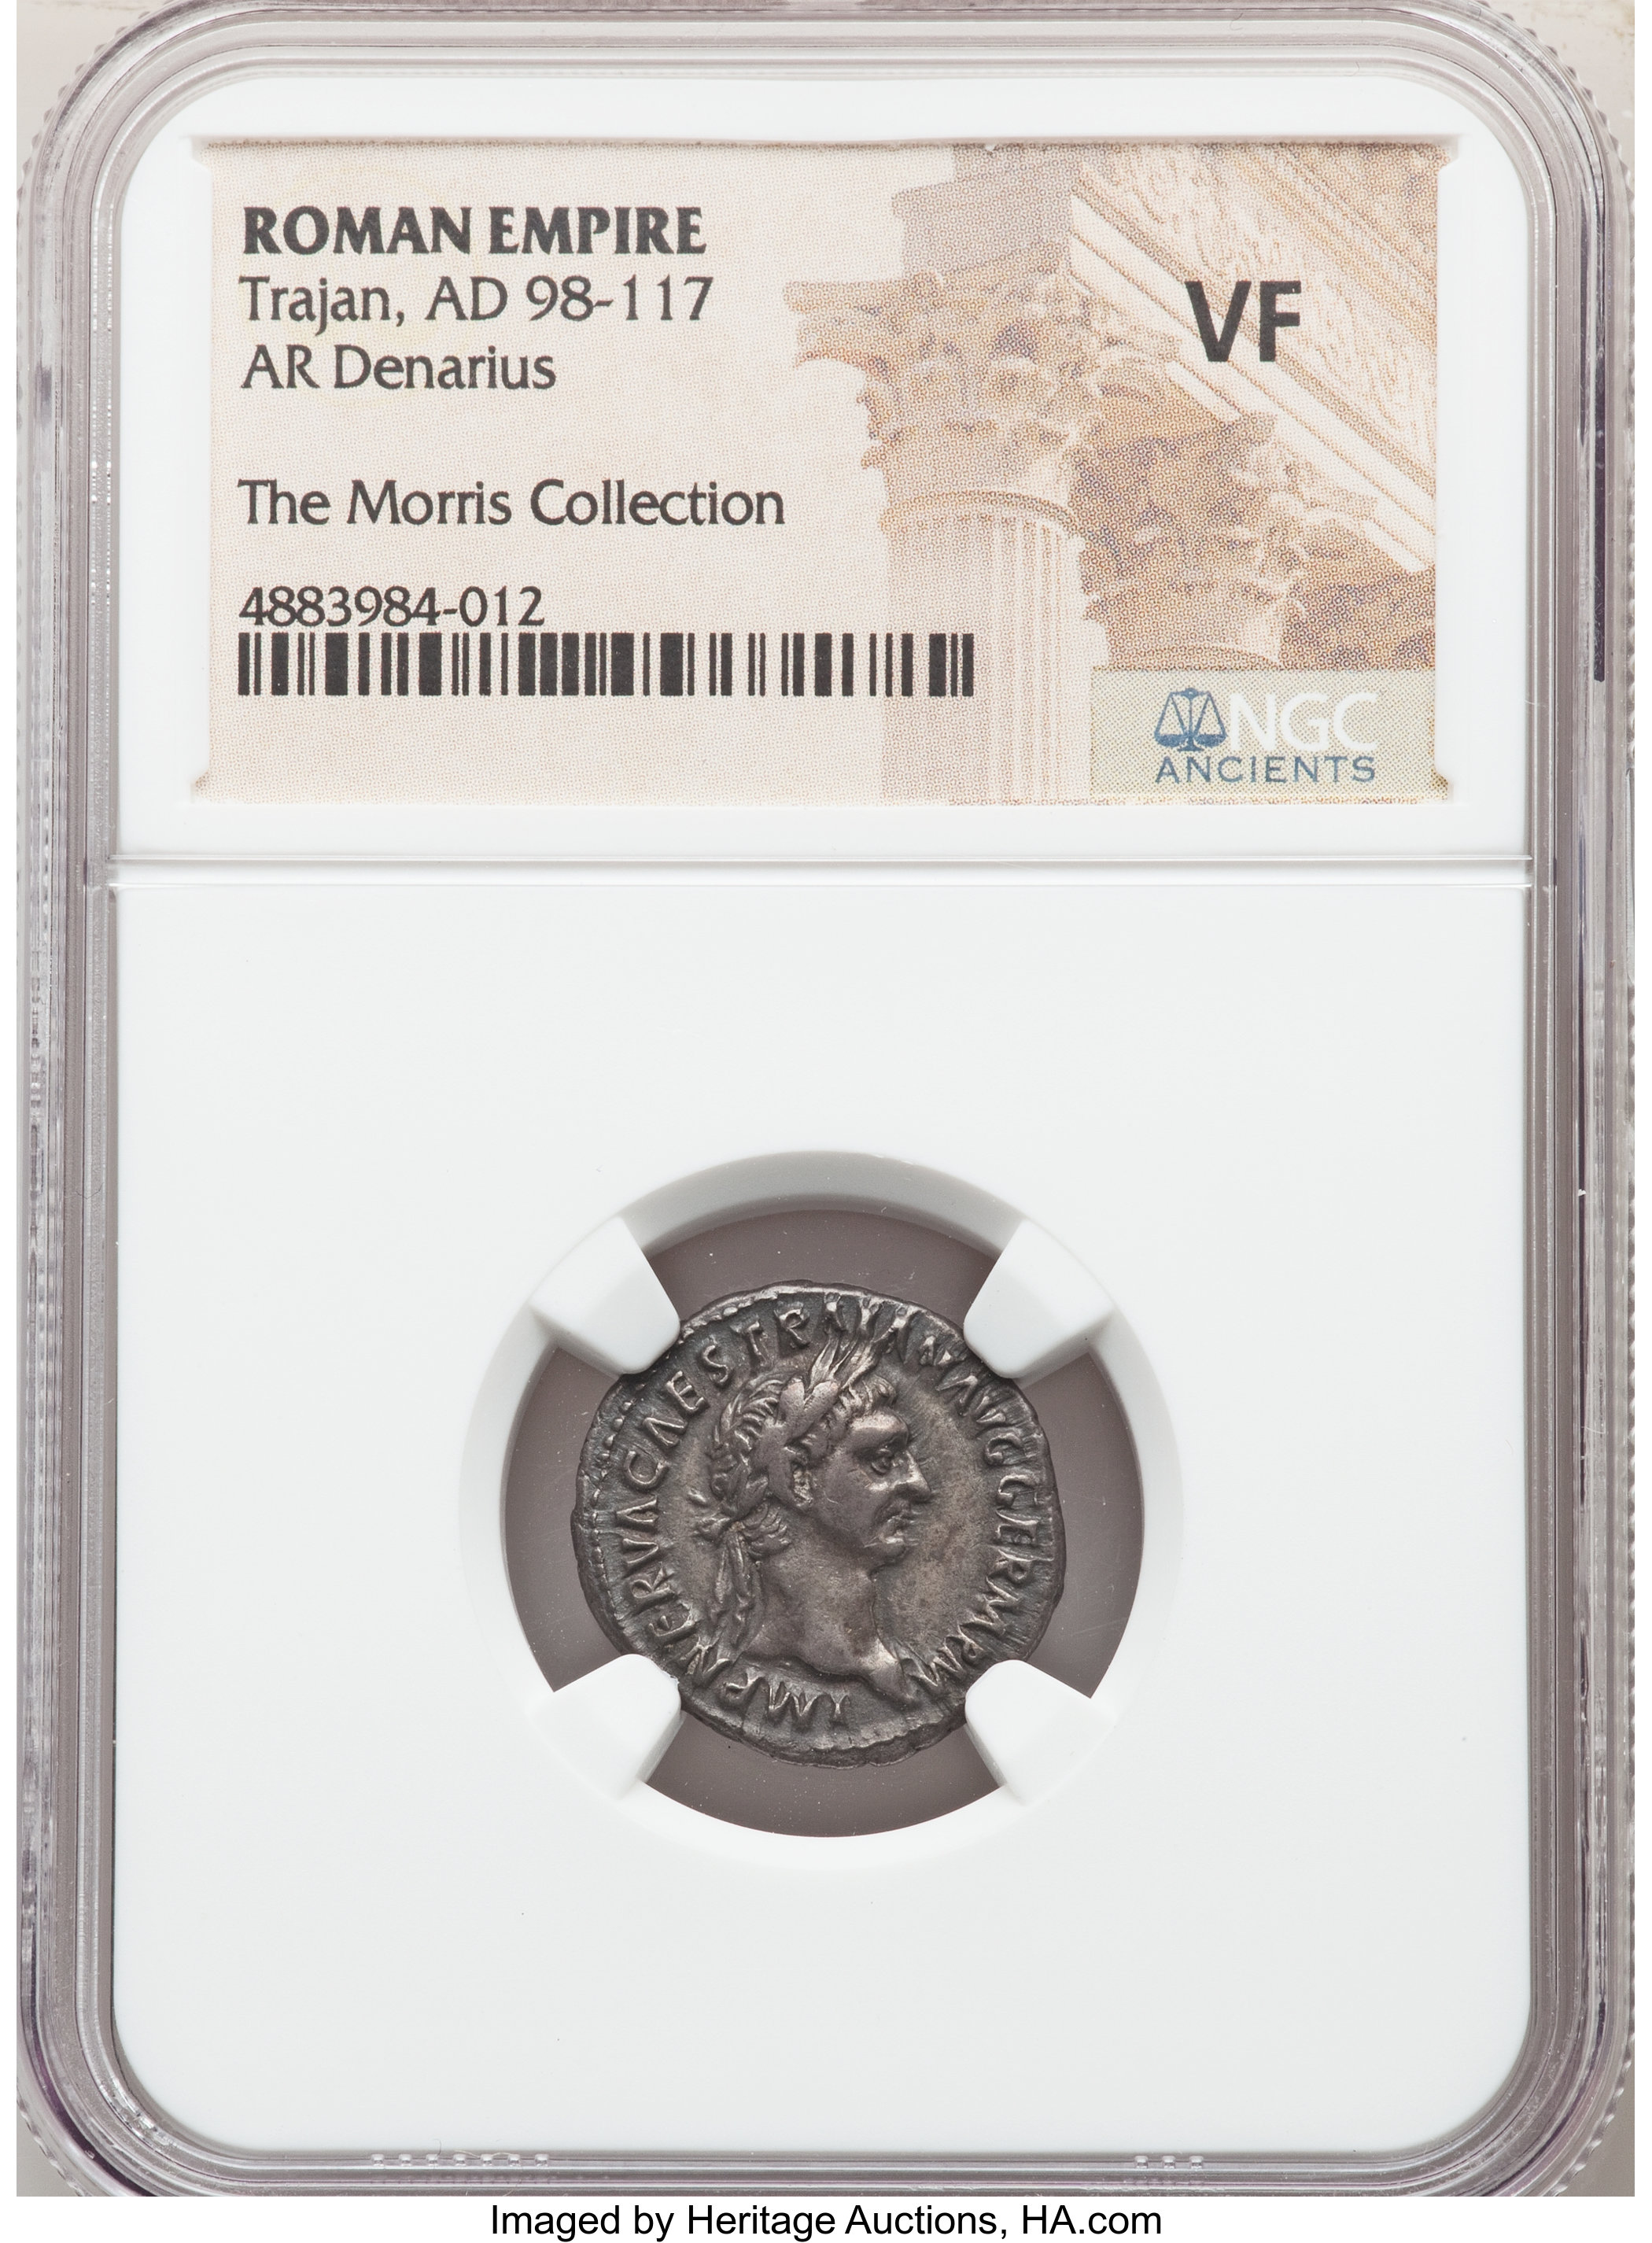 ROMAN EMPIRE
Trajan, AD 98-117
AR Denarius
VF
The Morris Collection
4883984-012
NGC
ANCIENTS
IMPNERVACAESTRAIANAVGGERMPM
Imaged by Heritage Auctions, HA.com